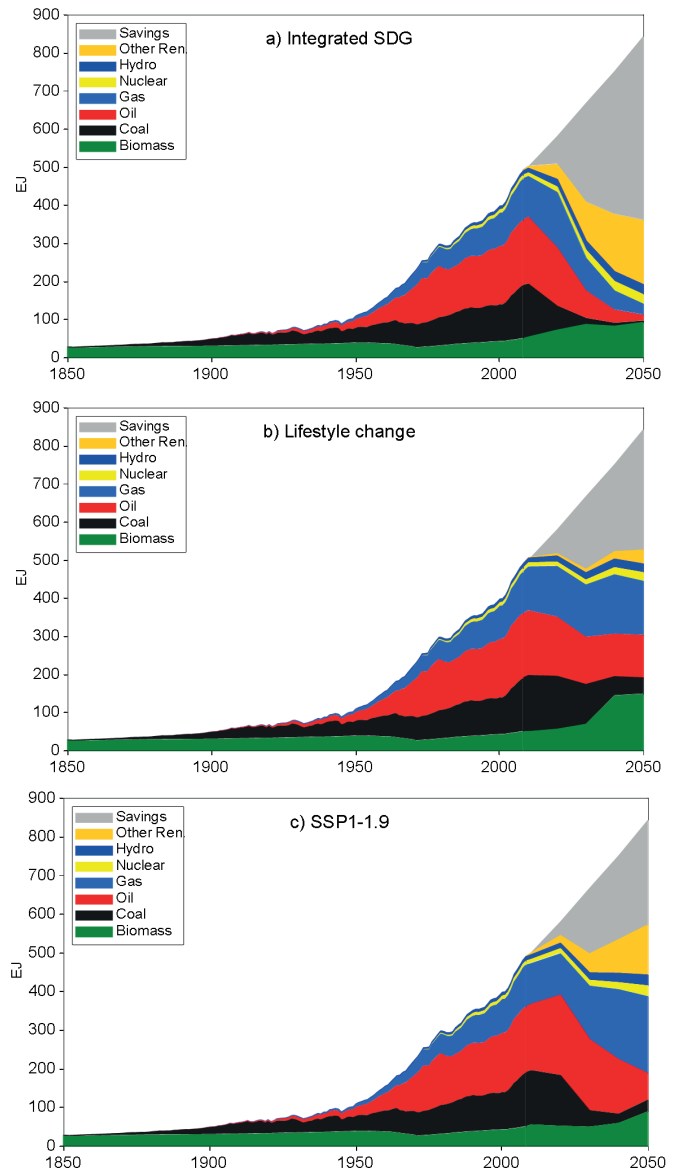 900
a) Integrated SDG
Savings
800
Other Ren.
Hydro
700
Nuclear
Gas
600
Oil
Coal
Biomass
500
EJ
400
300
200
100
0
1850
1900
1950
2000
2050
900
b) Lifestyle change
Savings
800
Other Ren.
Hydro
700
Nuclear
Gas
600
Oil
Coal
Biomass
500
EJ
400
300
200
100
0
1850
1900
1950
2000
2050
900
c) SSP1-1.9
Savings
800
Other Ren.
Hydro
700
Nuclear
Gas
600
Oil
Coal
Biomass
500
EJ
400
300
200
100
0
1850
1900
1950
2000
2050